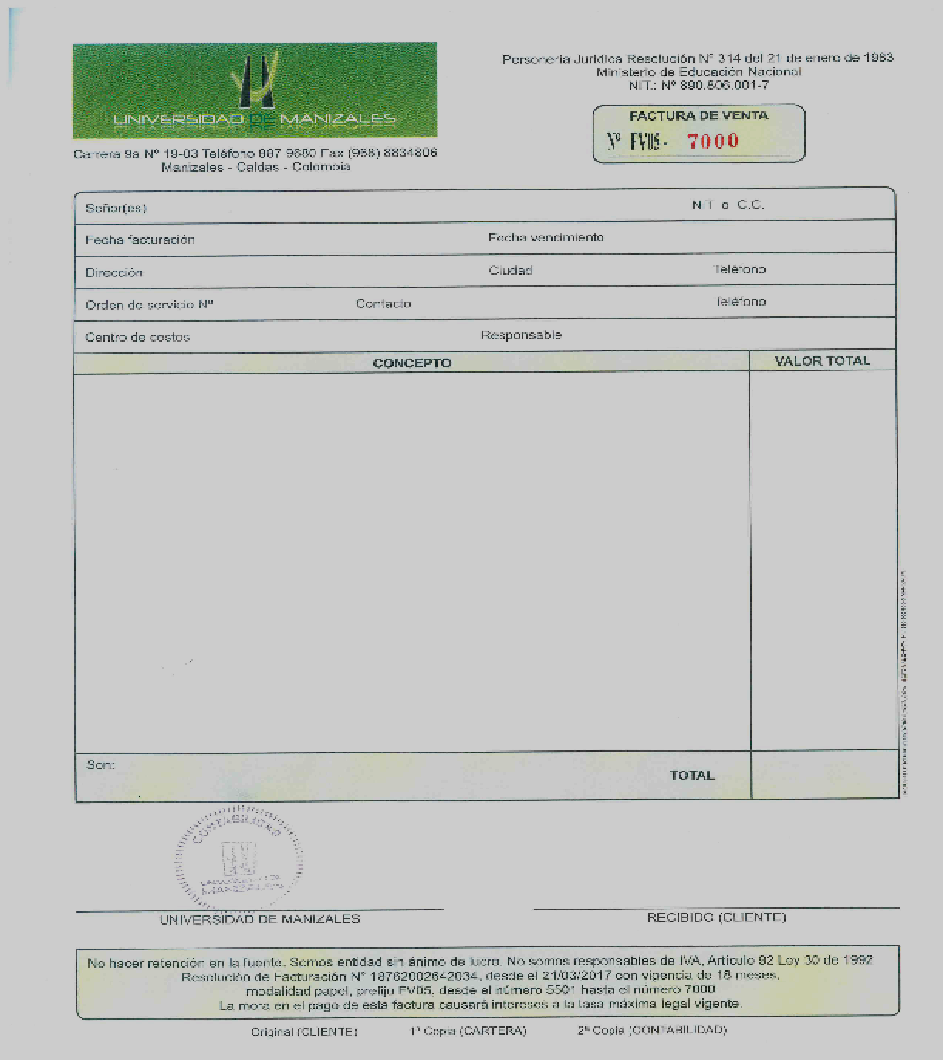 Personería Jurídica Resolución Nº 314 del 21 de enero de 1983
Ministerio de Educación Nacional
NIT.: Nº 890.806.001-7
UNIVERSIDAD DE MANIZALES
FACTURA DE VENTA
Nº FV05- 7000
Carrera 9a Nº 19-03 Teléfono 887 9680 Fax (968) 8834806
Manizales - Caldas - Colombia
Señor(es) NIT o C.C.
Fecha facturación Fecha vencimiento
Dirección Ciudad Teléfono
Orden de servicio Nº Contacto Teléfono
Centro de costos Responsable
CONCEPTO VALOR TOTAL
Son:
TOTAL
CONTABILIDAD
UNIVERSIDAD DE MANIZALES RECIBIDO (CLIENTE)
No hacer retención en la fuente. Somos entidad sin ánimo de lucro. No somos responsables de IVA, Artículo 92 Ley 30 de 1992
Resolución de Facturación Nº 18762002642034, desde el 21/03/2017 con vigencia de 18 meses,
modalidad papel, prefijo FV05, desde el número 5501 hasta el número 7000
La mora en el pago de esta factura causará intereses a la tasa máxima legal vigente.
Original (CLIENTE) 1ª Copia (CARTERA) 2ª Copia (CONTABILIDAD)